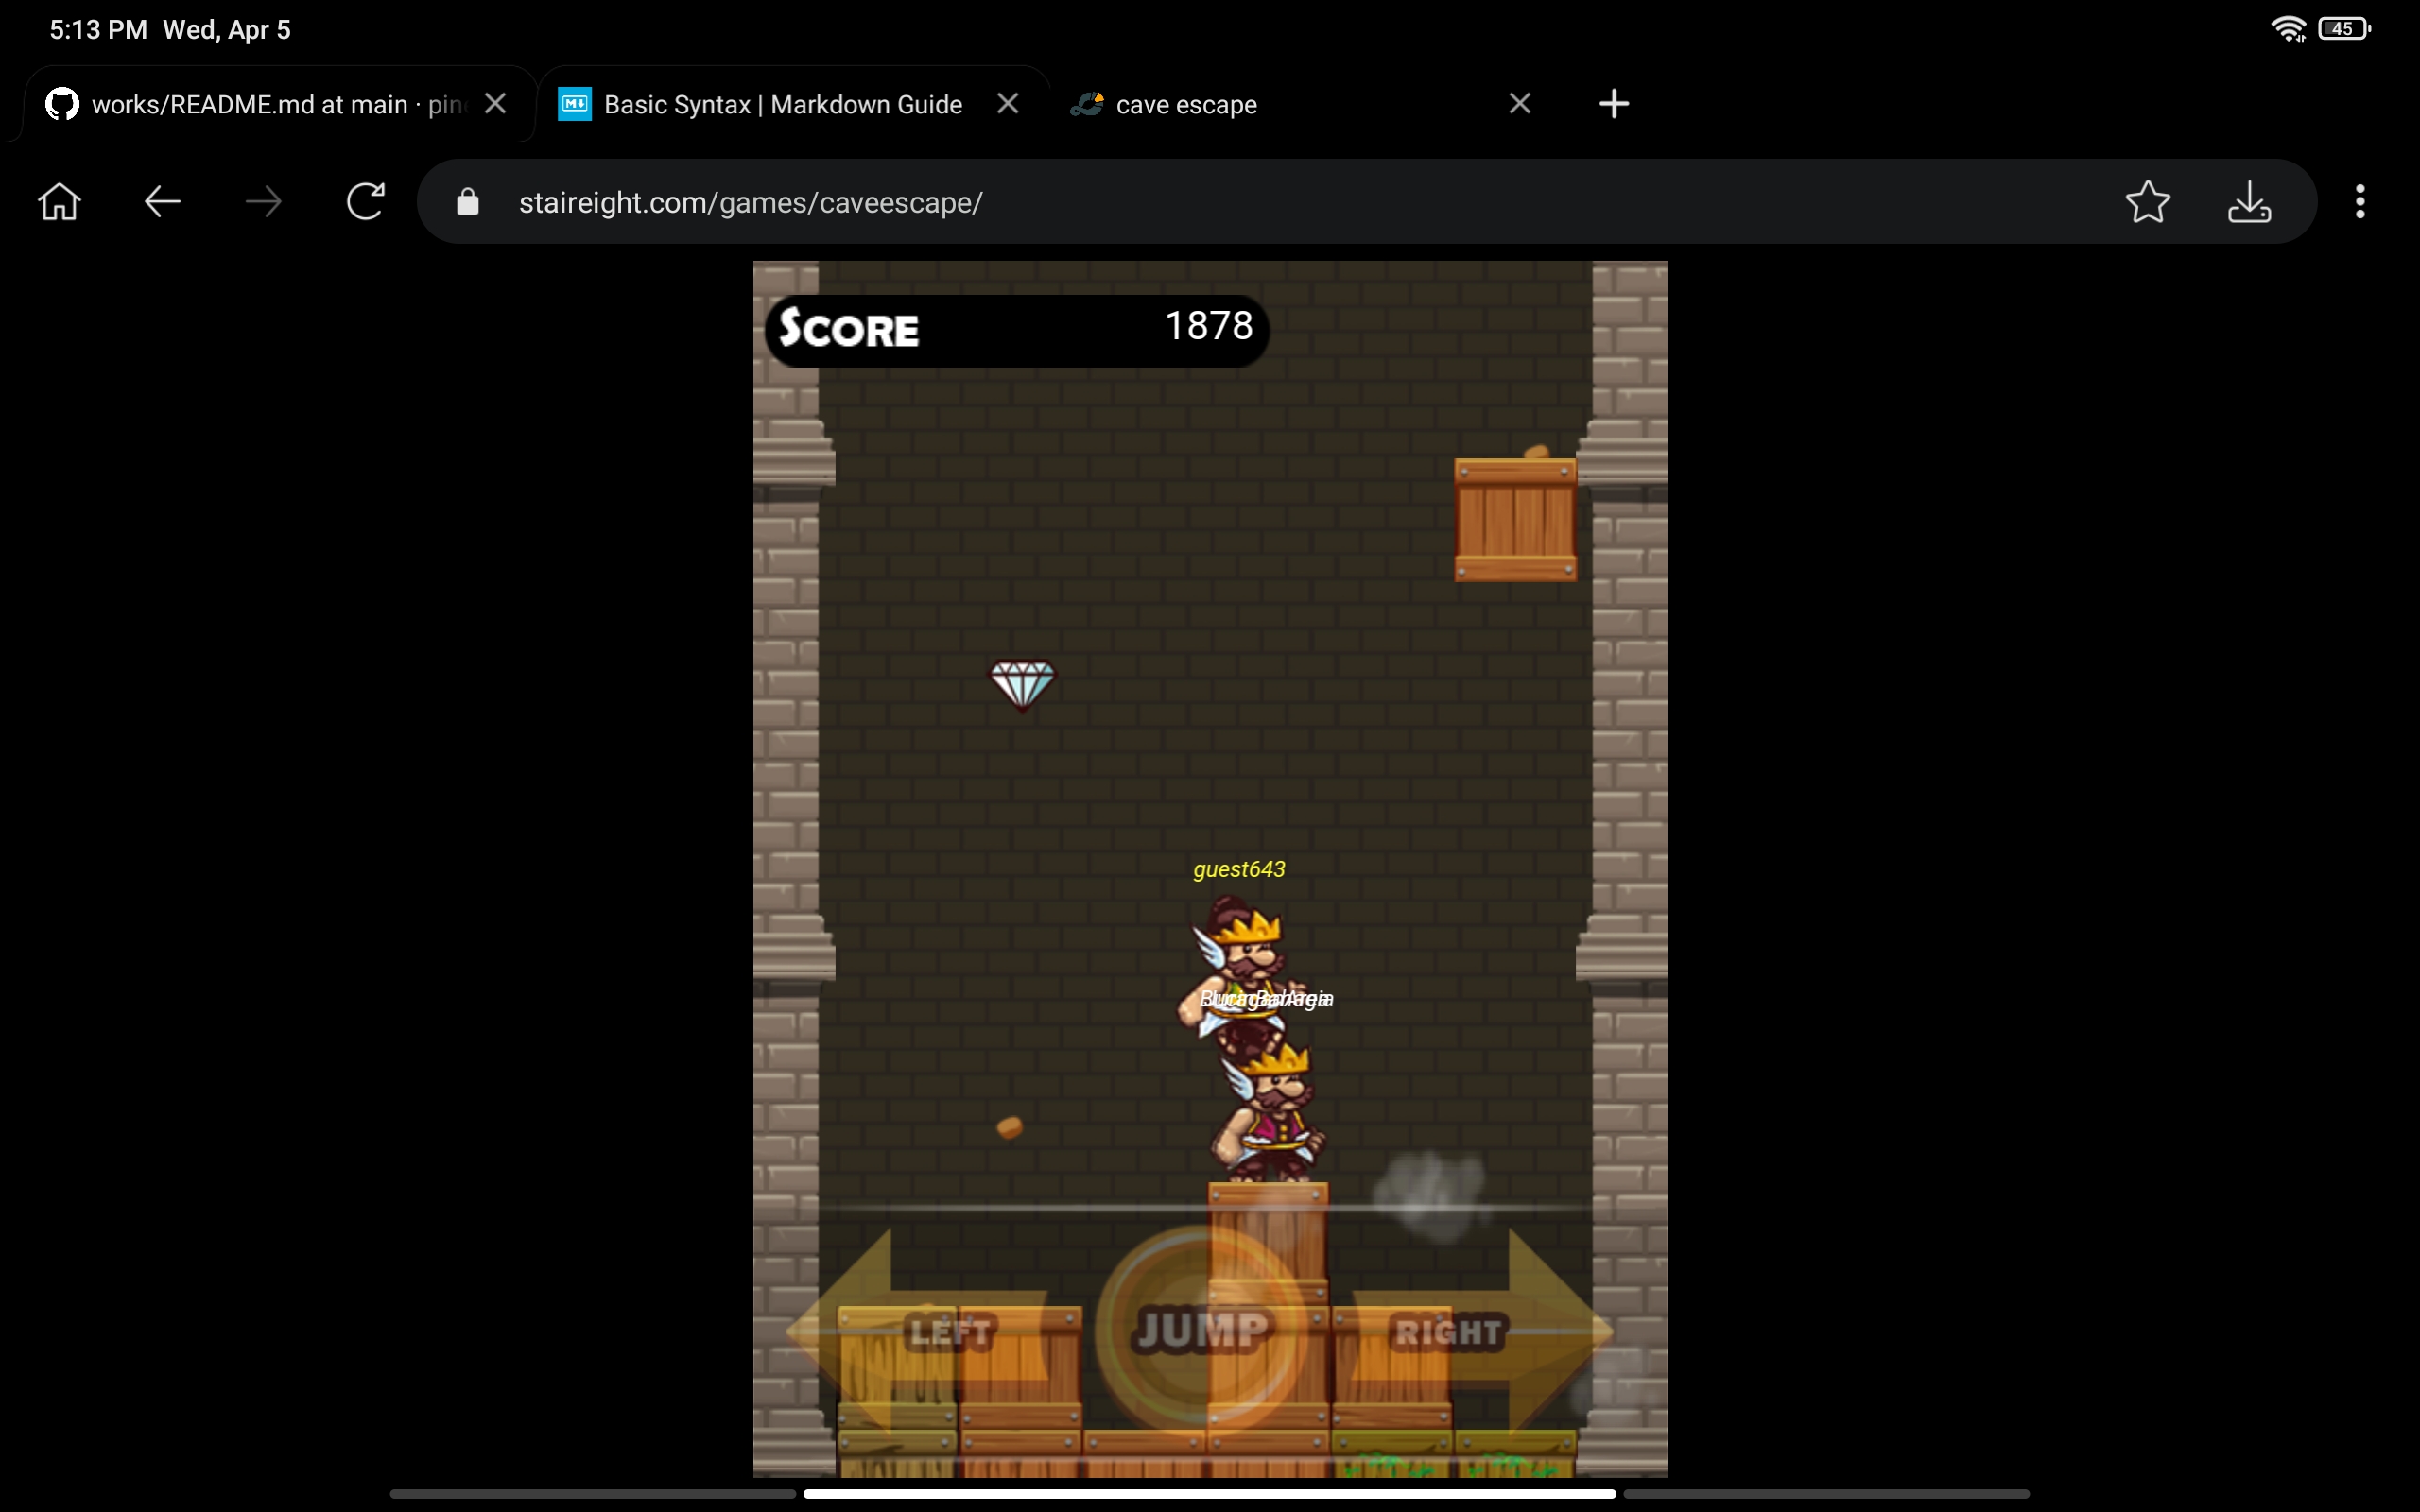 5:13 PM Wed, Apr 5
45
works/README.md at main · pin
Basic Syntax | Markdown Guide
cave escape
staireight.com/games/caveescape/
SCORE 1878
guest643
LEFT
JUMP
RIGHT